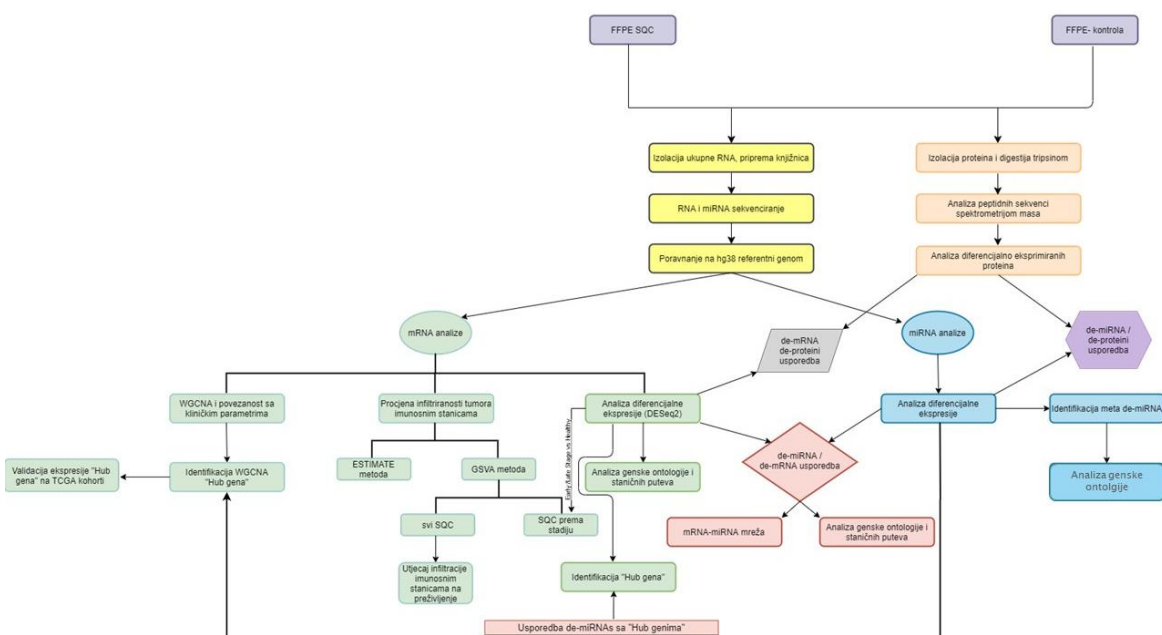 FFPE SQC
FFPE- kontrola
Izolacija ukupne RNA, priprema knjižnica
Izolacija proteina i digestija tripsinom
RNA i miRNA sekvenciranje
Analiza peptidnih sekvenci
spektrometrijom masa
Poravnanje na hg38 referentni genom
Analiza diferencijalno eksprimiranih
proteina
mRNA analize
de-mRNA
de-proteini
usporedba
miRNA analize
de-miRNA /
de-proteini
usporedba
WGCNA i povezanost sa
kliničkim parametrima
Procjena infiltriranosti tumora
imunosnim stanicama
Analiza diferencijalne
ekspresije (DESeq2)
Analiza diferencijalne
ekspresije
Identifikacija meta de-miRNA
Early /Late Stage vs Healthy
Validacija ekspresije "Hub
gena" na TCGA kohorti
Identifikacija WGCNA
"Hub gena"
ESTIMATE
metoda
GSVA metoda
Analiza genske ontologije i
staničnih puteva
de-miRNA /
de-mRNA usporedba
Analiza genske
ontolgije
svi SQC
SQC prema
stadiju
mRNA-miRNA mreža
Analiza genske ontologije i
staničnih puteva
Utjecaj infiltracije
imunosnim
stanicama na
preživljenje
Identifikacija "Hub gena"
Usporedba de-miRNAs sa "Hub genima"